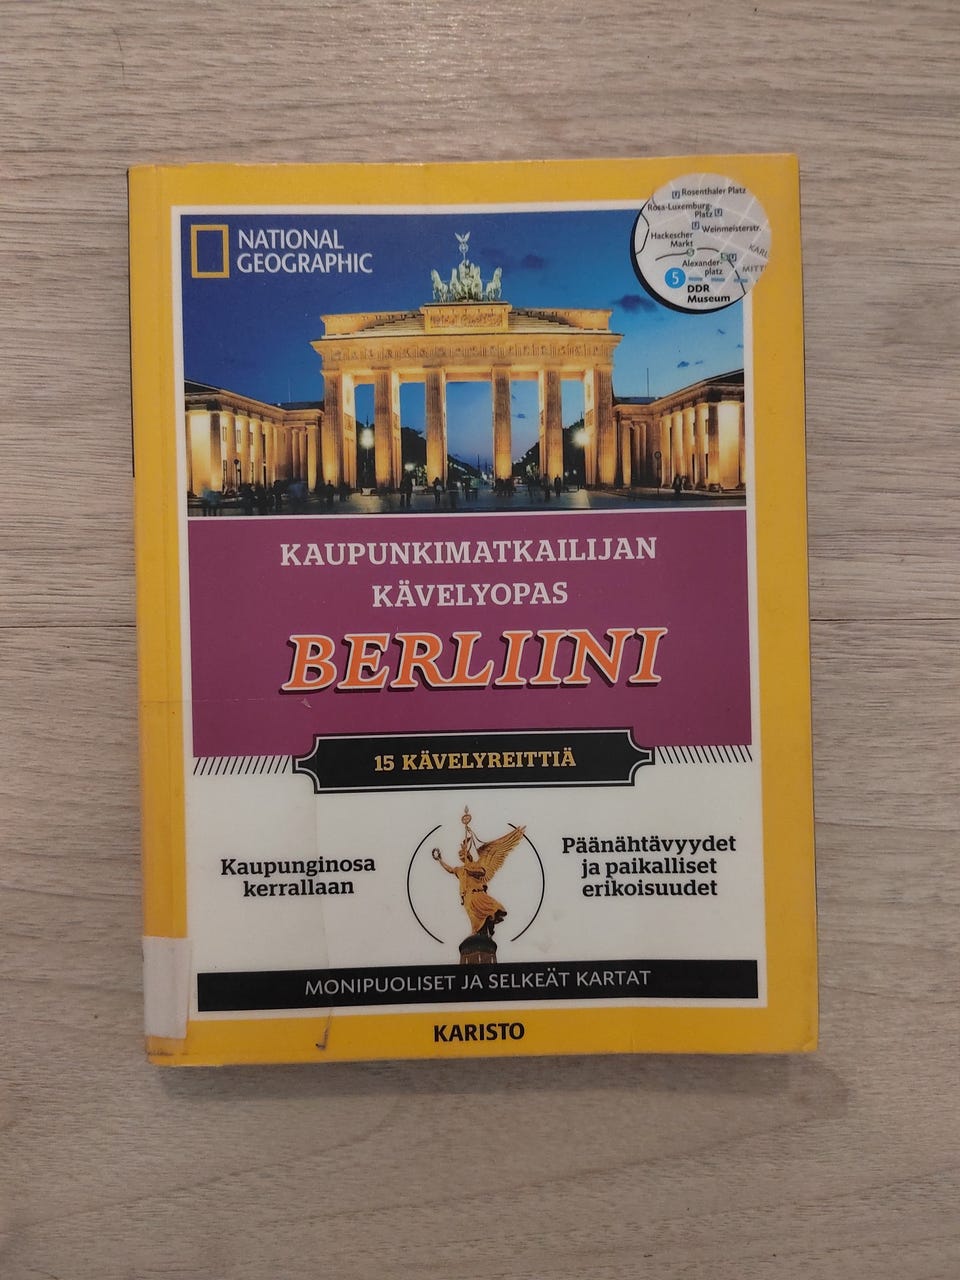 NATIONAL
GEOGRAPHIC
Rosenthaler Platz
Rosa-Luxemburg-
Platz
Weinmeisterstr.
Hackescher
Markt
Alexander-
platz
5
DDR
Museum
KAUPUNKIMATKAILIJAN
KÄVELYOPAS
BERLIINI
15 KÄVELYREITTIÄ
Kaupunginosa
kerrallaan
Päänähtävyydet
ja paikalliset
erikoisuudet
MONIPUOLISET JA SELKEÄT KARTAT
KARISTO